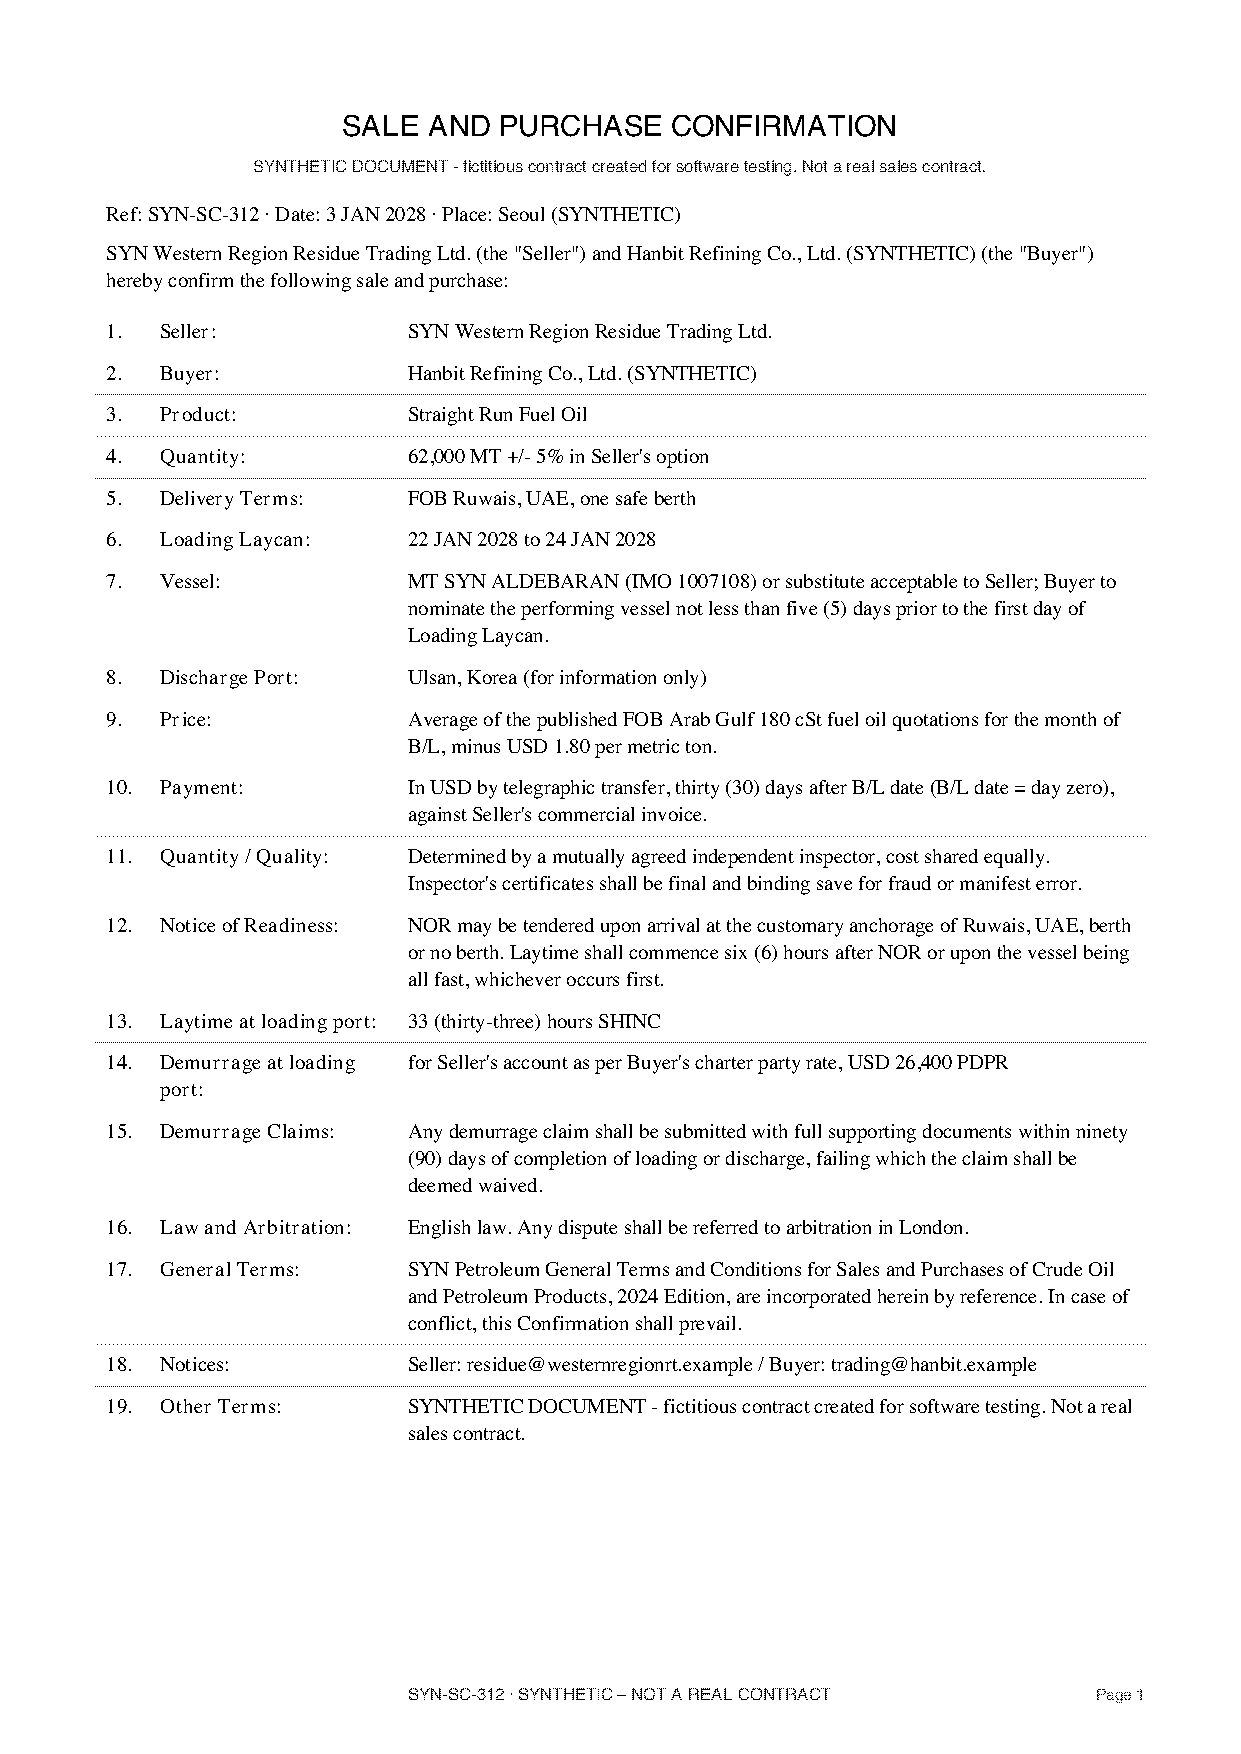 SALE AND PURCHASE CONFIRMATION
SYNTHETIC DOCUMENT - fictitious contract created for software testing. Not a real sales contract.
Ref: SYN-SC-312 · Date: 3 JAN 2028 · Place: Seoul (SYNTHETIC)
SYN Western Region Residue Trading Ltd. (the "Seller") and Hanbit Refining Co., Ltd. (SYNTHETIC) (the "Buyer")
hereby confirm the following sale and purchase:
1. Seller: SYN Western Region Residue Trading Ltd.
2. Buyer: Hanbit Refining Co., Ltd. (SYNTHETIC)
3. Product: Straight Run Fuel Oil
4. Quantity: 62,000 MT +/- 5% in Seller's option
5. Delivery Terms: FOB Ruwais, UAE, one safe berth
6. Loading Laycan: 22 JAN 2028 to 24 JAN 2028
7. Vessel: MT SYN ALDEBARAN (IMO 1007108) or substitute acceptable to Seller; Buyer to
nominate the performing vessel not less than five (5) days prior to the first day of
Loading Laycan.
8. Discharge Port: Ulsan, Korea (for information only)
9. Price: Average of the published FOB Arab Gulf 180 cSt fuel oil quotations for the month of
B/L, minus USD 1.80 per metric ton.
10. Payment: In USD by telegraphic transfer, thirty (30) days after B/L date (B/L date = day zero),
against Seller's commercial invoice.
11. Quantity / Quality: Determined by a mutually agreed independent inspector, cost shared equally.
Inspector's certificates shall be final and binding save for fraud or manifest error.
12. Notice of Readiness: NOR may be tendered upon arrival at the customary anchorage of Ruwais, UAE, berth
or no berth. Laytime shall commence six (6) hours after NOR or upon the vessel being
all fast, whichever occurs first.
13. Laytime at loading port: 33 (thirty-three) hours SHINC
14. Demurrage at loading for Seller's account as per Buyer's charter party rate, USD 26,400 PDPR
port:
15. Demurrage Claims: Any demurrage claim shall be submitted with full supporting documents within ninety
(90) days of completion of loading or discharge, failing which the claim shall be
deemed waived.
16. Law and Arbitration: English law. Any dispute shall be referred to arbitration in London.
17. General Terms: SYN Petroleum General Terms and Conditions for Sales and Purchases of Crude Oil
and Petroleum Products, 2024 Edition, are incorporated herein by reference. In case of
conflict, this Confirmation shall prevail.
18. Notices: Seller: residue@westernregionrt.example / Buyer: trading@hanbit.example
19. Other Terms: SYNTHETIC DOCUMENT - fictitious contract created for software testing. Not a real
sales contract.
SYN-SC-312 · SYNTHETIC – NOT A REAL CONTRACT Page 1